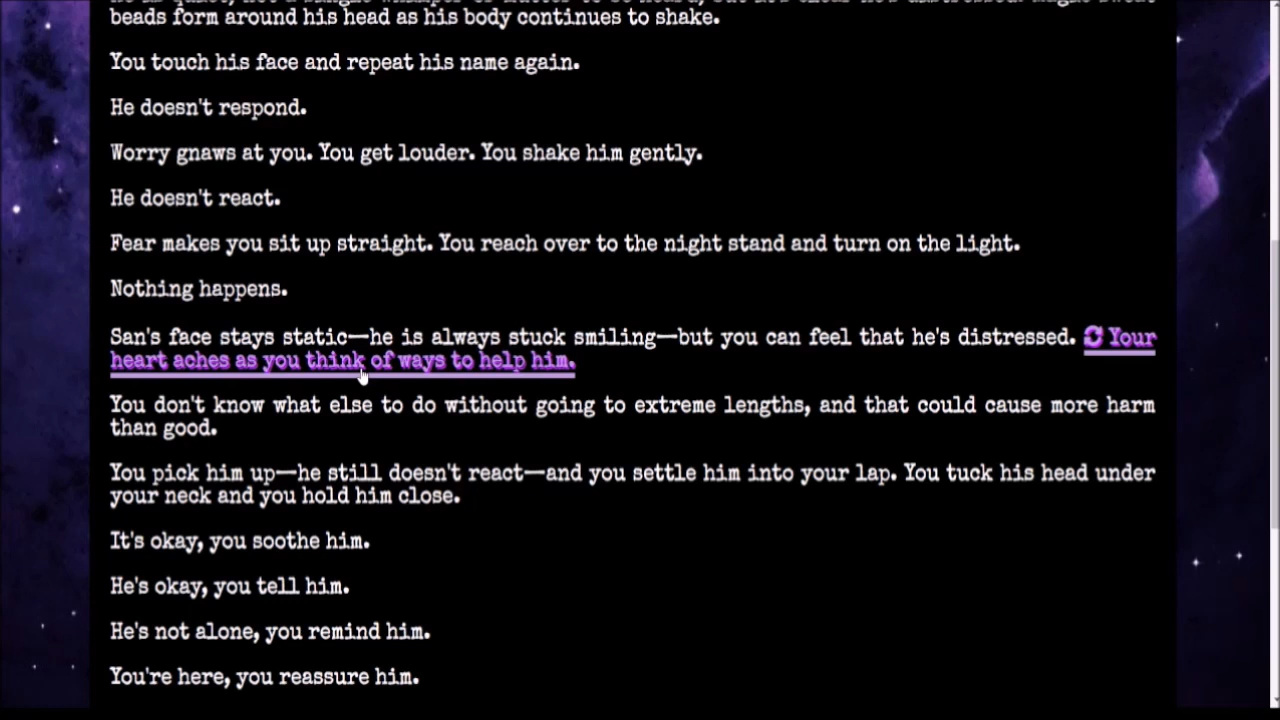 beads form around his head as his body continues to shake.
You touch his face and repeat his name again.
He doesn't respond.
Worry gnaws at you. You get louder. You shake him gently.
He doesn't react.
Fear makes you sit up straight. You reach over to the night stand and turn on the light.
Nothing happens.
San's face stays static—he is always stuck smiling—but you can feel that he's distressed. Your
heart aches as you think of ways to help him.
You don't know what else to do without going to extreme lengths, and that could cause more harm
than good.
You pick him up—he still doesn't react—and you settle him into your lap. You tuck his head under
your neck and you hold him close.
It's okay, you soothe him.
He's okay, you tell him.
He's not alone, you remind him.
You're here, you reassure him.